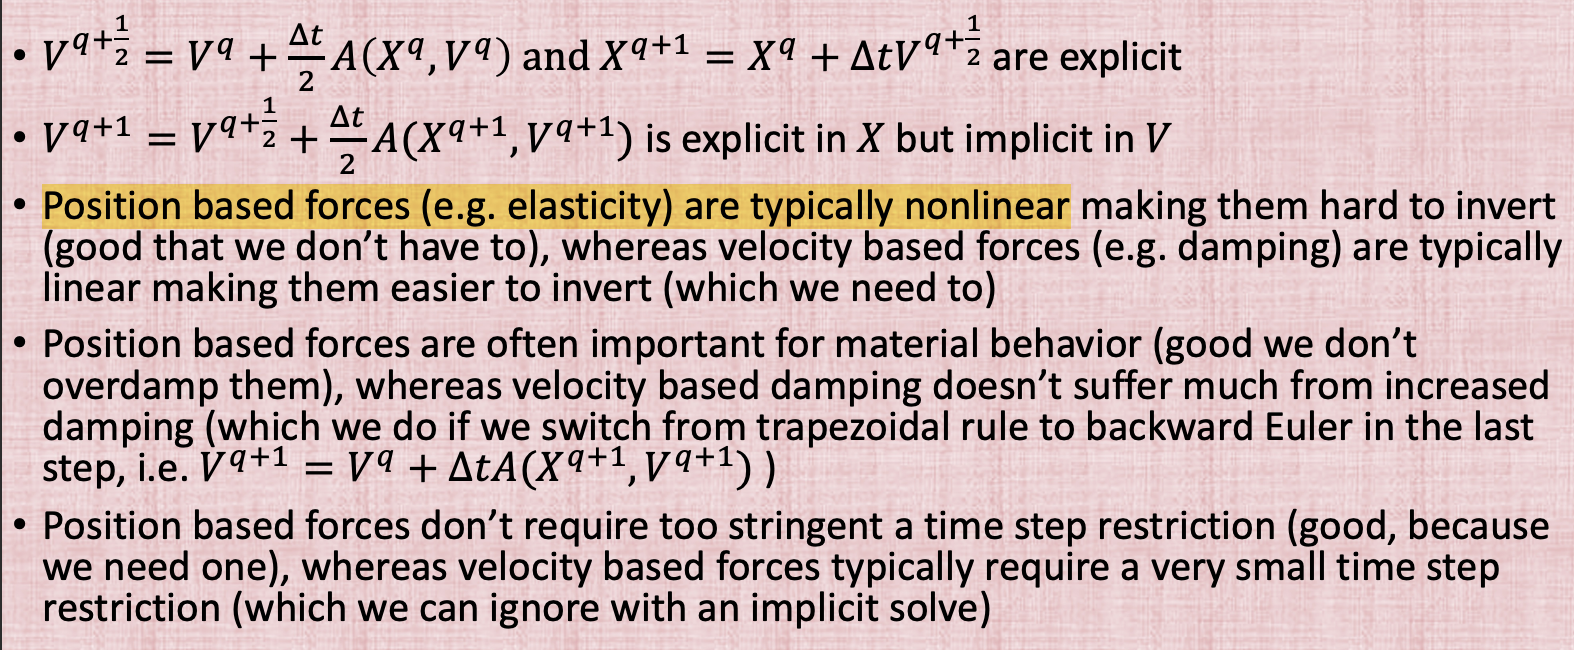 • V^{q+\frac{1}{2}} = V^q + \frac{Δt}{2} A(X^q, V^q) and X^{q+1} = X^q + ΔtV^{q+\frac{1}{2}} are explicit
• V^{q+1} = V^{q+\frac{1}{2}} + \frac{Δt}{2} A(X^{q+1}, V^{q+1}) is explicit in X but implicit in V
• Position based forces (e.g. elasticity) are typically nonlinear making them hard to invert
(good that we don't have to), whereas velocity based forces (e.g. damping) are typically
linear making them easier to invert (which we need to)
• Position based forces are often important for material behavior (good we don't
overdamp them), whereas velocity based damping doesn't suffer much from increased
damping (which we do if we switch from trapezoidal rule to backward Euler in the last
step, i.e. V^{q+1} = V^q + ΔtA(X^{q+1}, V^{q+1}) )
• Position based forces don't require too stringent a time step restriction (good, because
we need one), whereas velocity based forces typically require a very small time step
restriction (which we can ignore with an implicit solve)